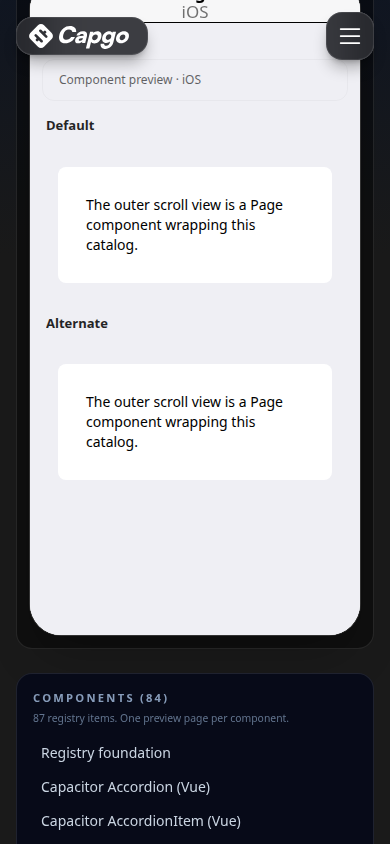 iOS
Capgo
Component preview · iOS
Default
The outer scroll view is a Page
component wrapping this
catalog.
Alternate
The outer scroll view is a Page
component wrapping this
catalog.
COMPONENTS (84)
87 registry items. One preview page per component.
Registry foundation
Capacitor Accordion (Vue)
Capacitor AccordionItem (Vue)